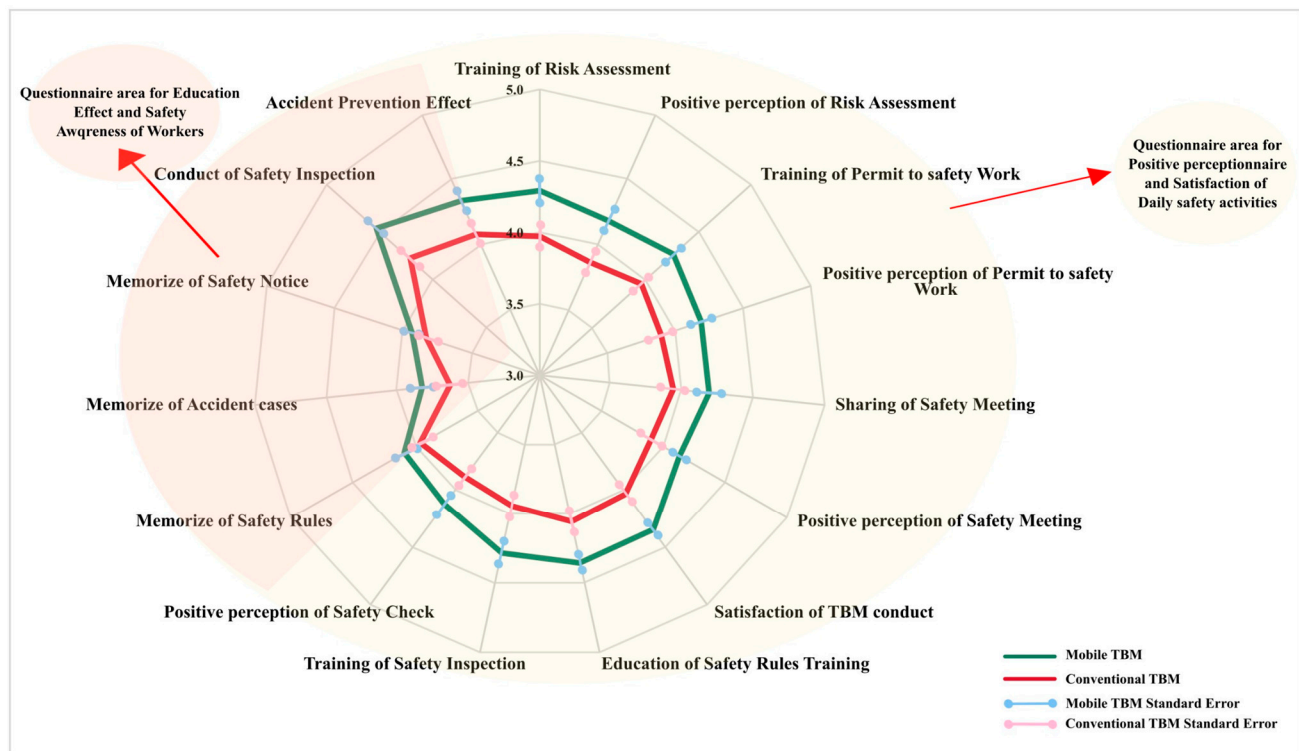 Questionnaire area for Education
Effect and Safety
Awqreness of Workers
Training of Risk Assessment
Accident Prevention Effect
Positive perception of Risk Assessment
Conduct of Safety Inspection
Training of Permit to safety Work
Questionnaire area for
Positive perceptionnaire
and Satisfaction of
Daily safety activities
Memorize of Safety Notice
Positive perception of Permit to safety
Work
Memorize of Accident cases
Sharing of Safety Meeting
Memorize of Safety Rules
Positive perception of Safety Meeting
Positive perception of Safety Check
Satisfaction of TBM conduct
Training of Safety Inspection
Education of Safety Rules Training
5.0
4.5
4.0
3.5
3.0
Mobile TBM
Conventional TBM
Mobile TBM Standard Error
Conventional TBM Standard Error